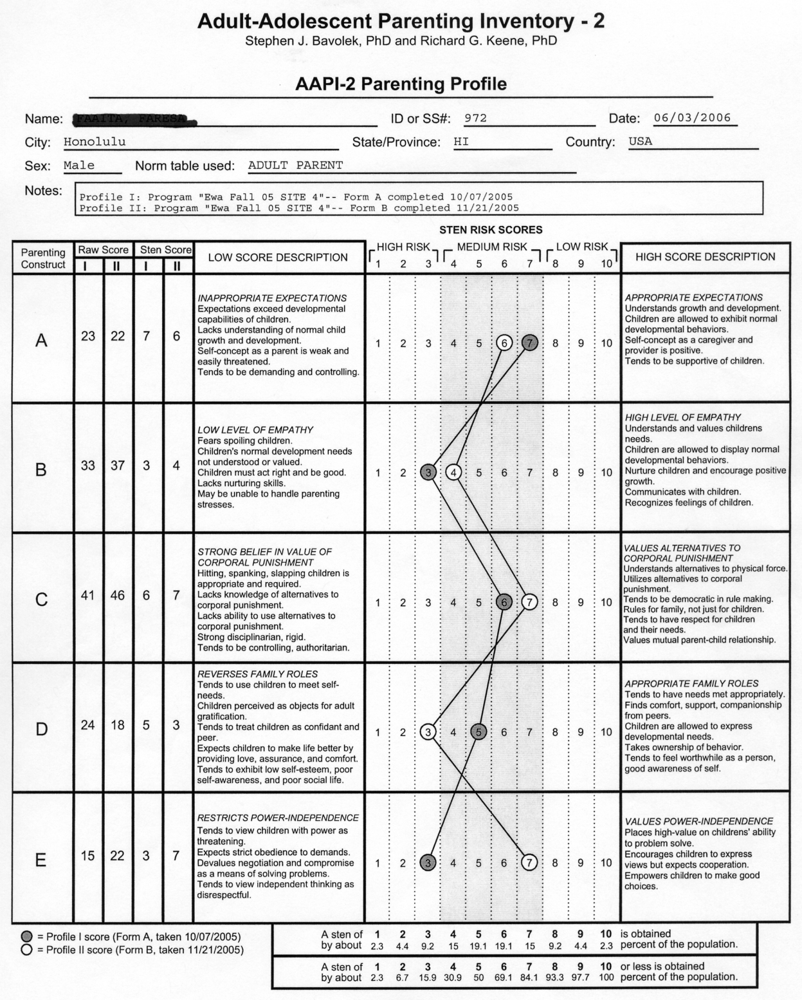 Adult-Adolescent Parenting Inventory - 2
Stephen J. Bavolek, PhD and Richard G. Keene, PhD
AAPI-2 Parenting Profile
Name: ID or SS#: 972 Date: 06/03/2006
City: Honolulu State/Province: HI Country: USA
Sex: Male Norm table used: ADULT PARENT
Notes:
Profile I: Program "Ewa Fall 05 SITE 4"-- Form A completed 10/07/2005
Profile II: Program "Ewa Fall 05 SITE 4"-- Form B completed 11/21/2005
STEN RISK SCORES
Parenting
Construct
Raw Score
I II
Sten Score
I II
LOW SCORE DESCRIPTION
HIGH RISK MEDIUM RISK LOW RISK
1 2 3 4 5 6 7 8 9 10
HIGH SCORE DESCRIPTION
A 23 22 7 6
INAPPROPRIATE EXPECTATIONS
Expectations exceed developmental
capabilities of children.
Lacks understanding of normal child
growth and development.
Self-concept as a parent is weak and
easily threatened.
Tends to be demanding and controlling.
1 2 3 4 5 6 7 8 9 10
APPROPRIATE EXPECTATIONS
Understands growth and development.
Children are allowed to exhibit normal
developmental behaviors.
Self-concept as a caregiver and
provider is positive.
Tends to be supportive of children.
B 33 37 3 4
LOW LEVEL OF EMPATHY
Fears spoiling children.
Children's normal development needs
not understood or valued.
Children must act right and be good.
Lacks nurturing skills.
May be unable to handle parenting
stresses.
1 2 3 4 5 6 7 8 9 10
HIGH LEVEL OF EMPATHY
Understands and values childrens
needs.
Children are allowed to display normal
developmental behaviors.
Nurture children and encourage positive
growth.
Communicates with children.
Recognizes feelings of children.
C 41 46 6 7
STRONG BELIEF IN VALUE OF
CORPORAL PUNISHMENT
Hitting, spanking, slapping children is
appropriate and required.
Lacks knowledge of alternatives to
corporal punishment.
Lacks ability to use alternatives to
corporal punishment.
Strong disciplinarian, rigid.
Tends to be controlling, authoritarian.
1 2 3 4 5 6 7 8 9 10
VALUES ALTERNATIVES TO
CORPORAL PUNISHMENT
Understands alternatives to physical force.
Utilizes alternatives to corporal
punishment.
Tends to be democratic in rule making.
Rules for family, not just for children.
Tends to have respect for children
and their needs.
Values mutual parent-child relationship.
D 24 18 5 3
REVERSES FAMILY ROLES
Tends to use children to meet self-
needs.
Children perceived as objects for adult
gratification.
Tends to treat children as confidant and
peer.
Expects children to make life better by
providing love, assurance, and comfort.
Tends to exhibit low self-esteem, poor
self-awareness, and poor social life.
1 2 3 4 5 6 7 8 9 10
APPROPRIATE FAMILY ROLES
Tends to have needs met appropriately.
Finds comfort, support, companionship
from peers.
Children are allowed to express
developmental needs.
Takes ownership of behavior.
Tends to feel worthwhile as a person,
good awareness of self.
E 15 22 3 7
RESTRICTS POWER-INDEPENDENCE
Tends to view children with power as
threatening.
Expects strict obedience to demands.
Devalues negotiation and compromise
as a means of solving problems.
Tends to view independent thinking as
disrespectful.
1 2 3 4 5 6 7 8 9 10
VALUES POWER-INDEPENDENCE
Places high-value on childrens' ability
to problem solve.
Encourages children to express
views but expects cooperation.
Empowers children to make good
choices.
= Profile I score (Form A, taken 10/07/2005)
= Profile II score (Form B, taken 11/21/2005)
A sten of 1 2 3 4 5 6 7 8 9 10 is obtained
by about 2.3 4.4 9.2 15 19.1 19.1 15 9.2 4.4 2.3 percent of the population.
A sten of 1 2 3 4 5 6 7 8 9 10 or less is obtained
by about 2.3 6.7 15.9 30.9 50 69.1 84.1 93.3 97.7 100 percent of the population.